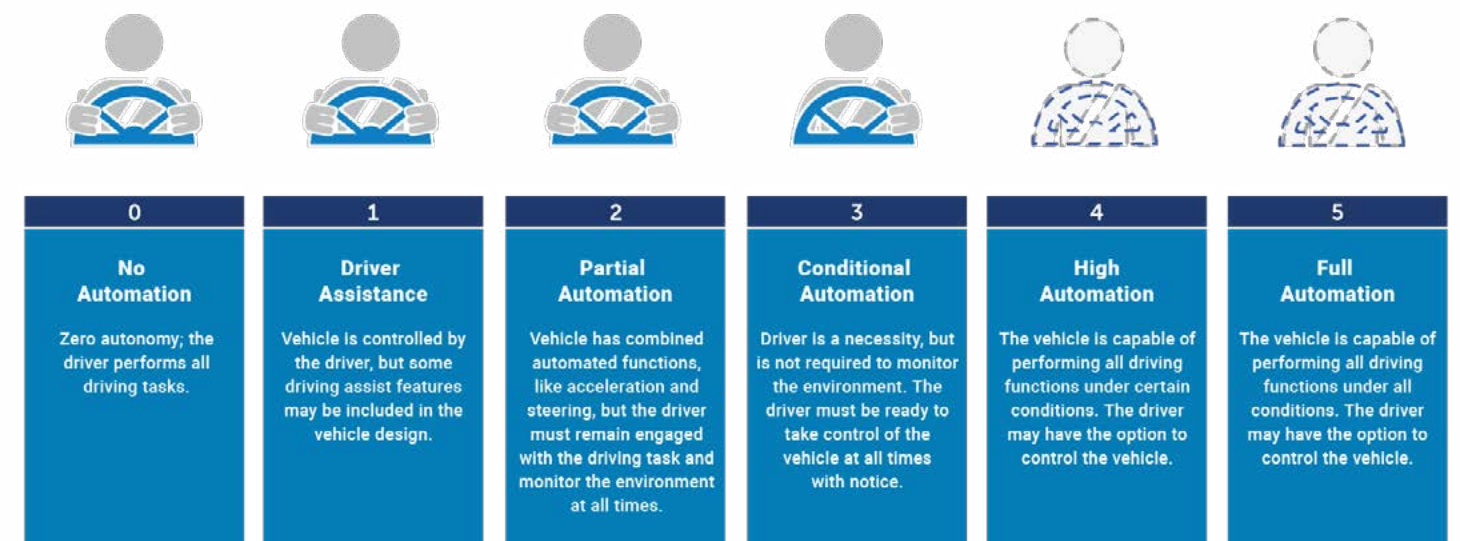 0
No
Automation
Zero autonomy; the
driver performs all
driving tasks.
1
Driver
Assistance
Vehicle is controlled by
the driver, but some
driving assist features
may be included in the
vehicle design.
2
Partial
Automation
Vehicle has combined
automated functions,
like acceleration and
steering, but the driver
must remain engaged
with the driving task and
monitor the environment
at all times.
3
Conditional
Automation
Driver is a necessity, but
is not required to monitor
the environment. The
driver must be ready to
take control of the
vehicle at all times
with notice.
4
High
Automation
The vehicle is capable of
performing all driving
functions under certain
conditions. The driver
may have the option to
control the vehicle.
5
Full
Automation
The vehicle is capable of
performing all driving
functions under all
conditions. The driver
may have the option to
control the vehicle.